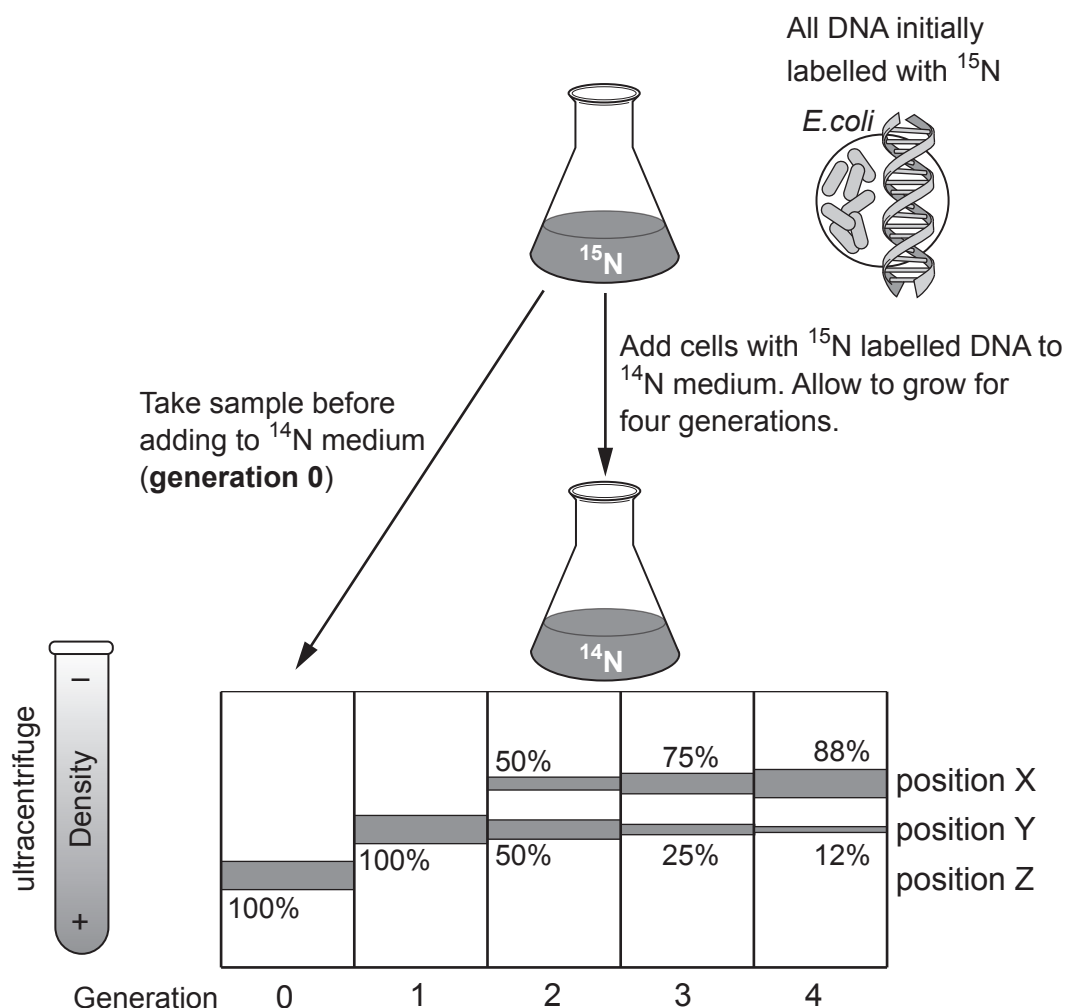 All DNA initially
labelled with ¹⁵N
E.coli
¹⁵N
Add cells with ¹⁵N labelled DNA to
¹⁴N medium. Allow to grow for
four generations.
Take sample before
adding to ¹⁴N medium
(generation 0)
¹⁴N
ultracentrifuge
−
Density
+
50%
75%
88%
position X
position Y
100%
50%
25%
12%
position Z
100%
Generation 0 1 2 3 4